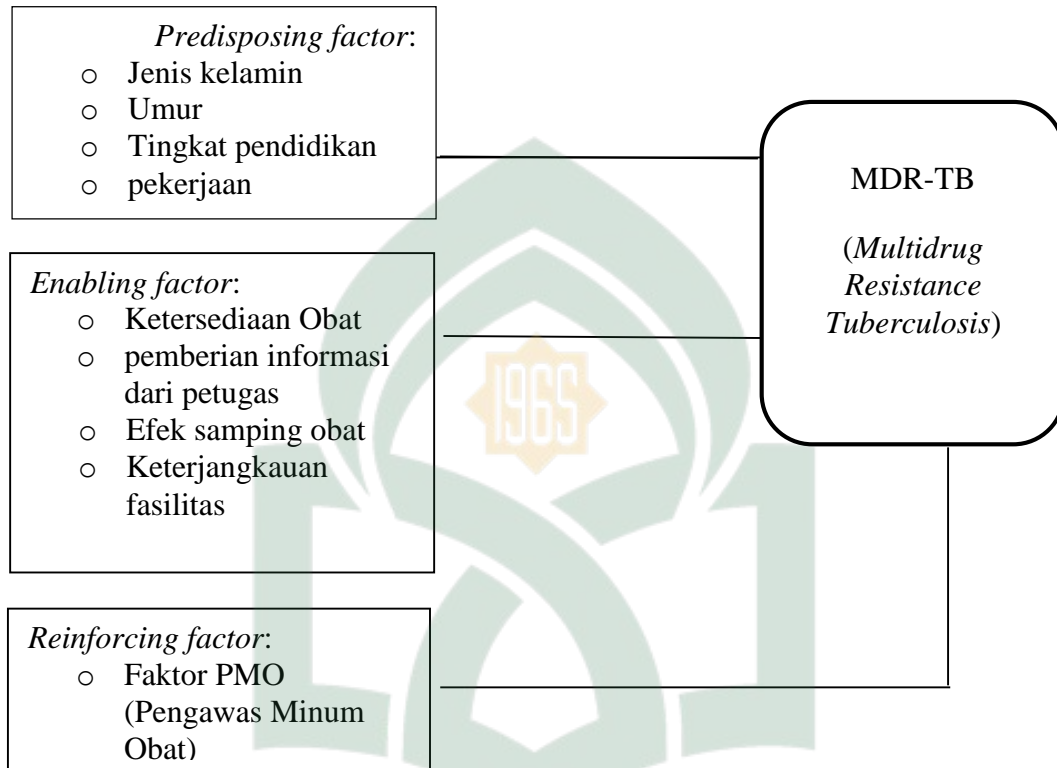 Predisposing factor:
o Jenis kelamin
o Umur
o Tingkat pendidikan
o pekerjaan
Enabling factor:
o Ketersediaan Obat
o pemberian informasi
dari petugas
o Efek samping obat
o Keterjangkauan
fasilitas
Reinforcing factor:
o Faktor PMO
(Pengawas Minum
Obat)
MDR-TB
(Multidrug
Resistance
Tuberculosis)
1965